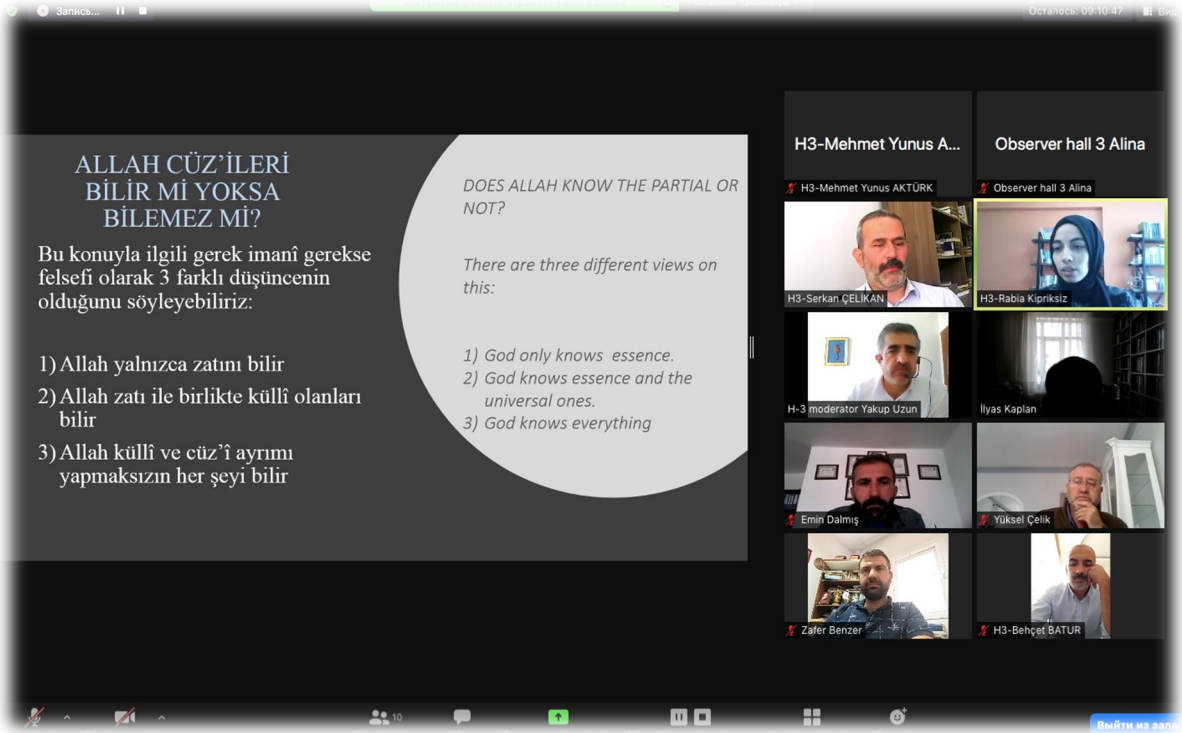 Запись...
Осталось: 09:10:47
Вид
ALLAH CÜZ’İLERİ
BİLİR Mİ YOKSA
BİLEMEZ Mİ?
Bu konuyla ilgili gerek imanî gerekse
felsefi olarak 3 farklı düşüncenin
olduğunu söyleyebiliriz:
1) Allah yalnızca zatını bilir
2) Allah zatı ile birlikte küllî olanları
bilir
3) Allah küllî ve cüz’î ayrımı
yapmaksızın her şeyi bilir
DOES ALLAH KNOW THE PARTIAL OR
NOT?
There are three different views on
this:
1) God only knows essence.
2) God knows essence and the
universal ones.
3) God knows everything
H3-Mehmet Yunus A...
H3-Mehmet Yunus AKTÜRK
Observer hall 3 Alina
Observer hall 3 Alina
H3-Serkan ÇELİKAN
H3-Rabia Kipriksiz
H-3 moderator Yakup Uzun
İlyas Kaplan
Emin Dalmış
Yüksel Çelik
Zafer Benzer
H3-Behçet BATUR
10
Выйти из зала